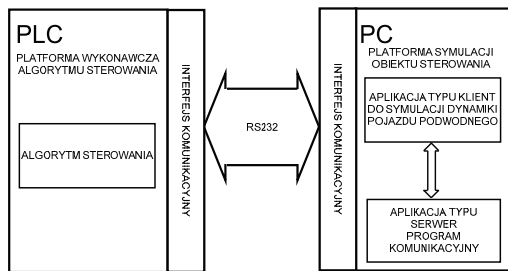 PLC
PLATFORMA WYKONAWCZA
ALGORYTMU STEROWANIA
ALGORYTM STEROWANIA
INTERFEJS KOMUNIKACYJNY
RS232
INTERFEJS KOMUNIKACYJNY
PC
PLATFORMA SYMULACJI
OBIEKTU STEROWANIA
APLIKACJA TYPU KLIENT
DO SYMULACJI DYNAMIKI
POJAZDU PODWODNEGO
APLIKACJA TYPU
SERWER
PROGRAM
KOMUNIKACYJNY